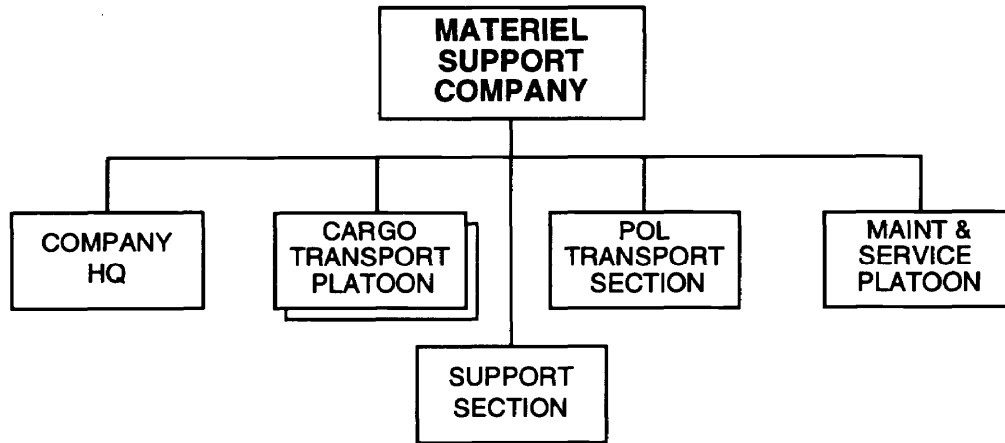 MATERIEL
SUPPORT
COMPANY
COMPANY
HQ
CARGO
TRANSPORT
PLATOON
POL
TRANSPORT
SECTION
MAINT &
SERVICE
PLATOON
SUPPORT
SECTION